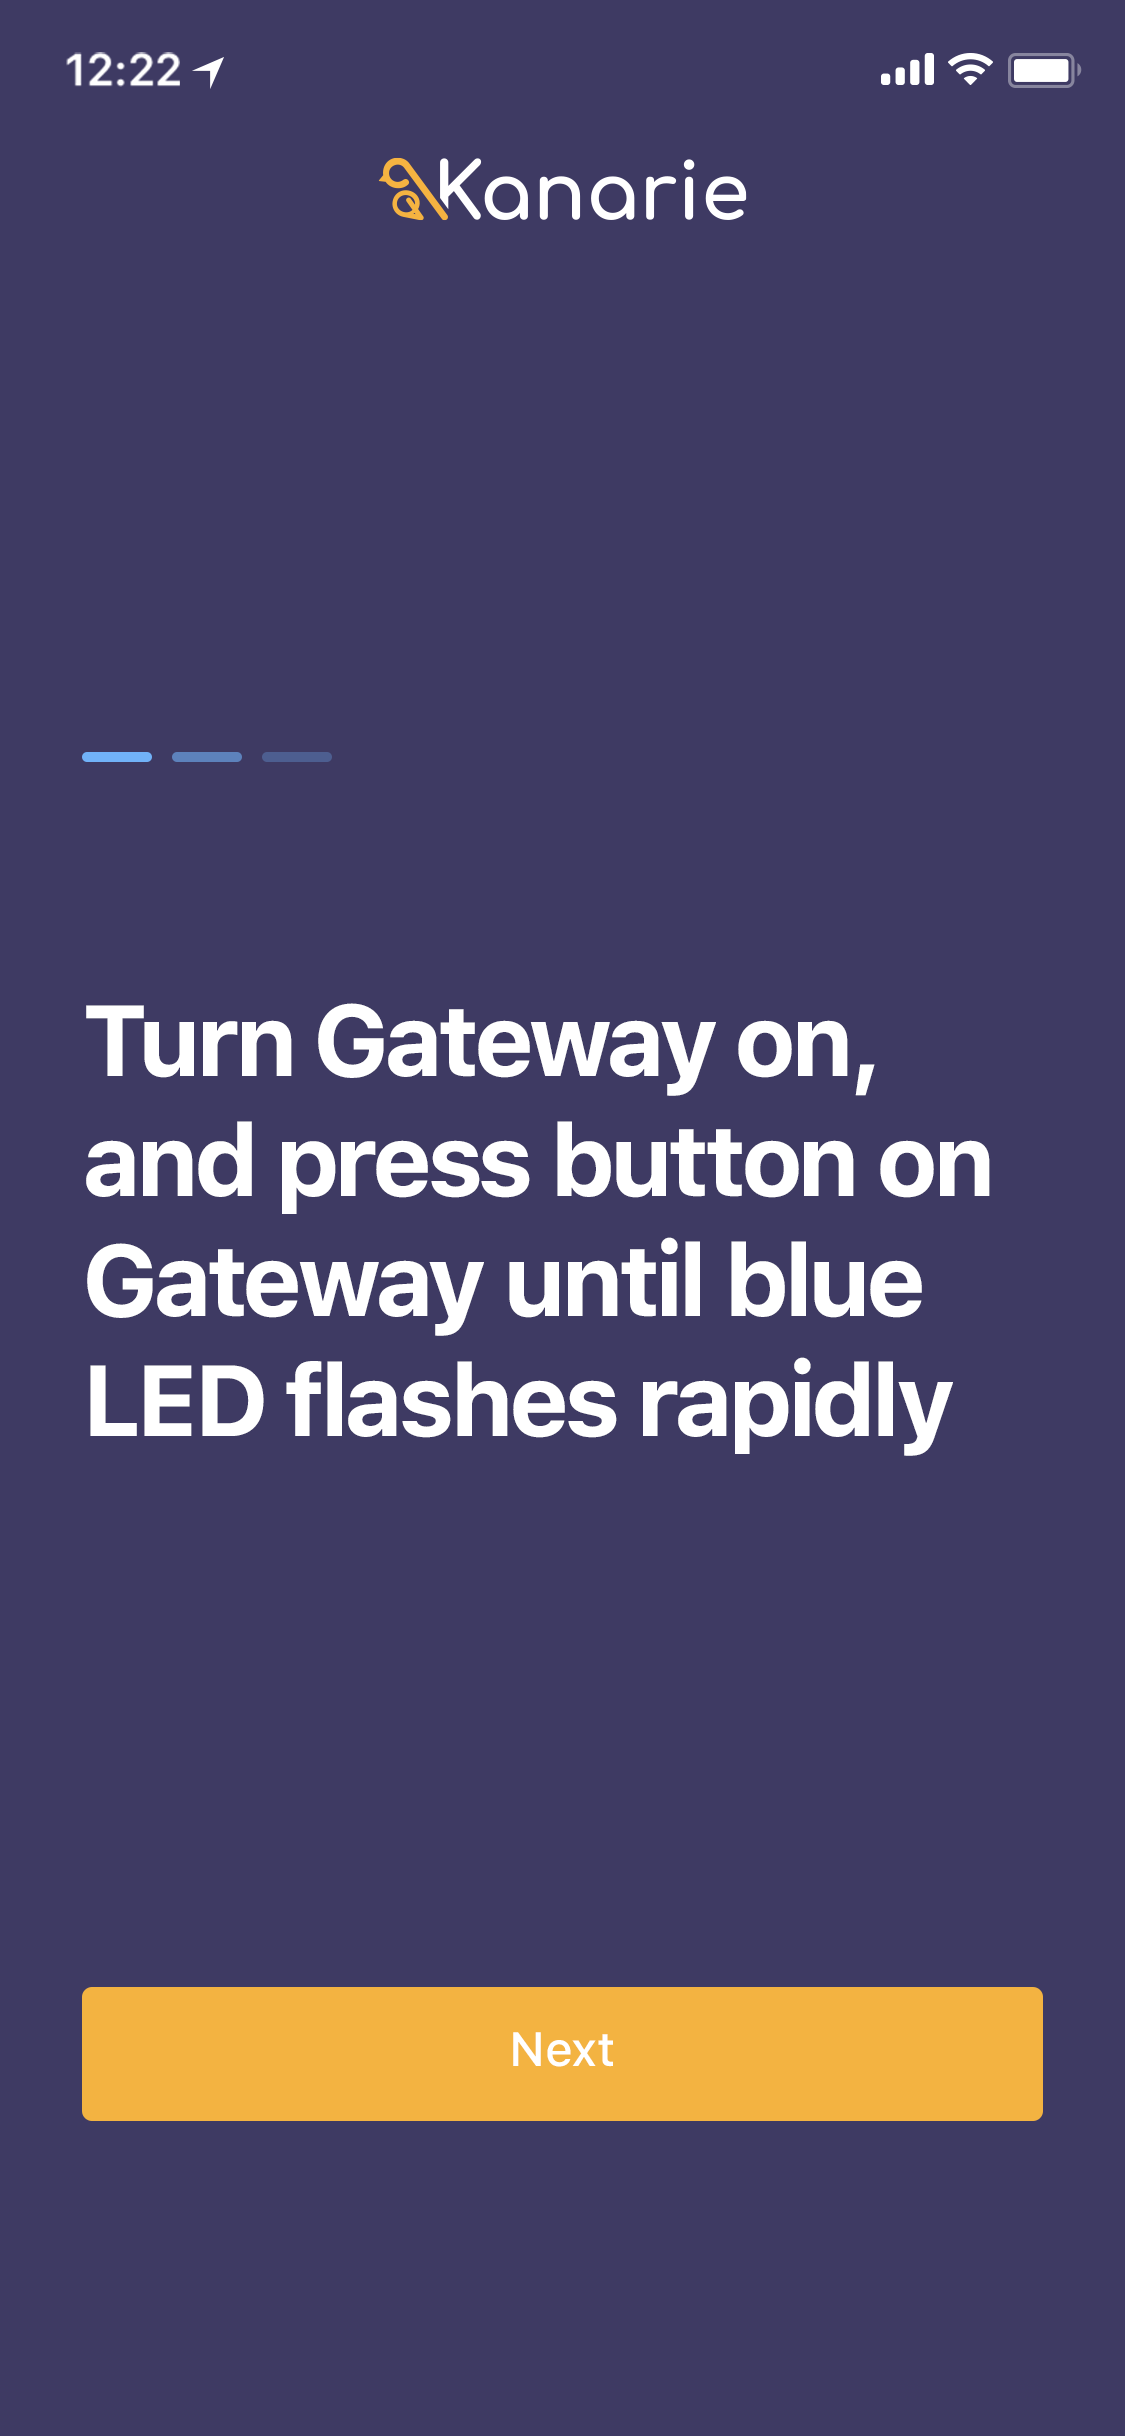 12:22
Kanarie
Turn Gateway on,
and press button on
Gateway until blue
LED flashes rapidly
Next